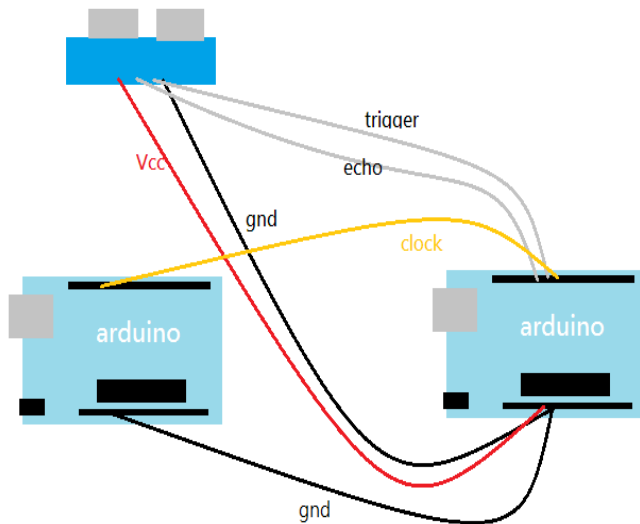 trigger
Vcc
echo
gnd
clock
arduino
arduino
gnd